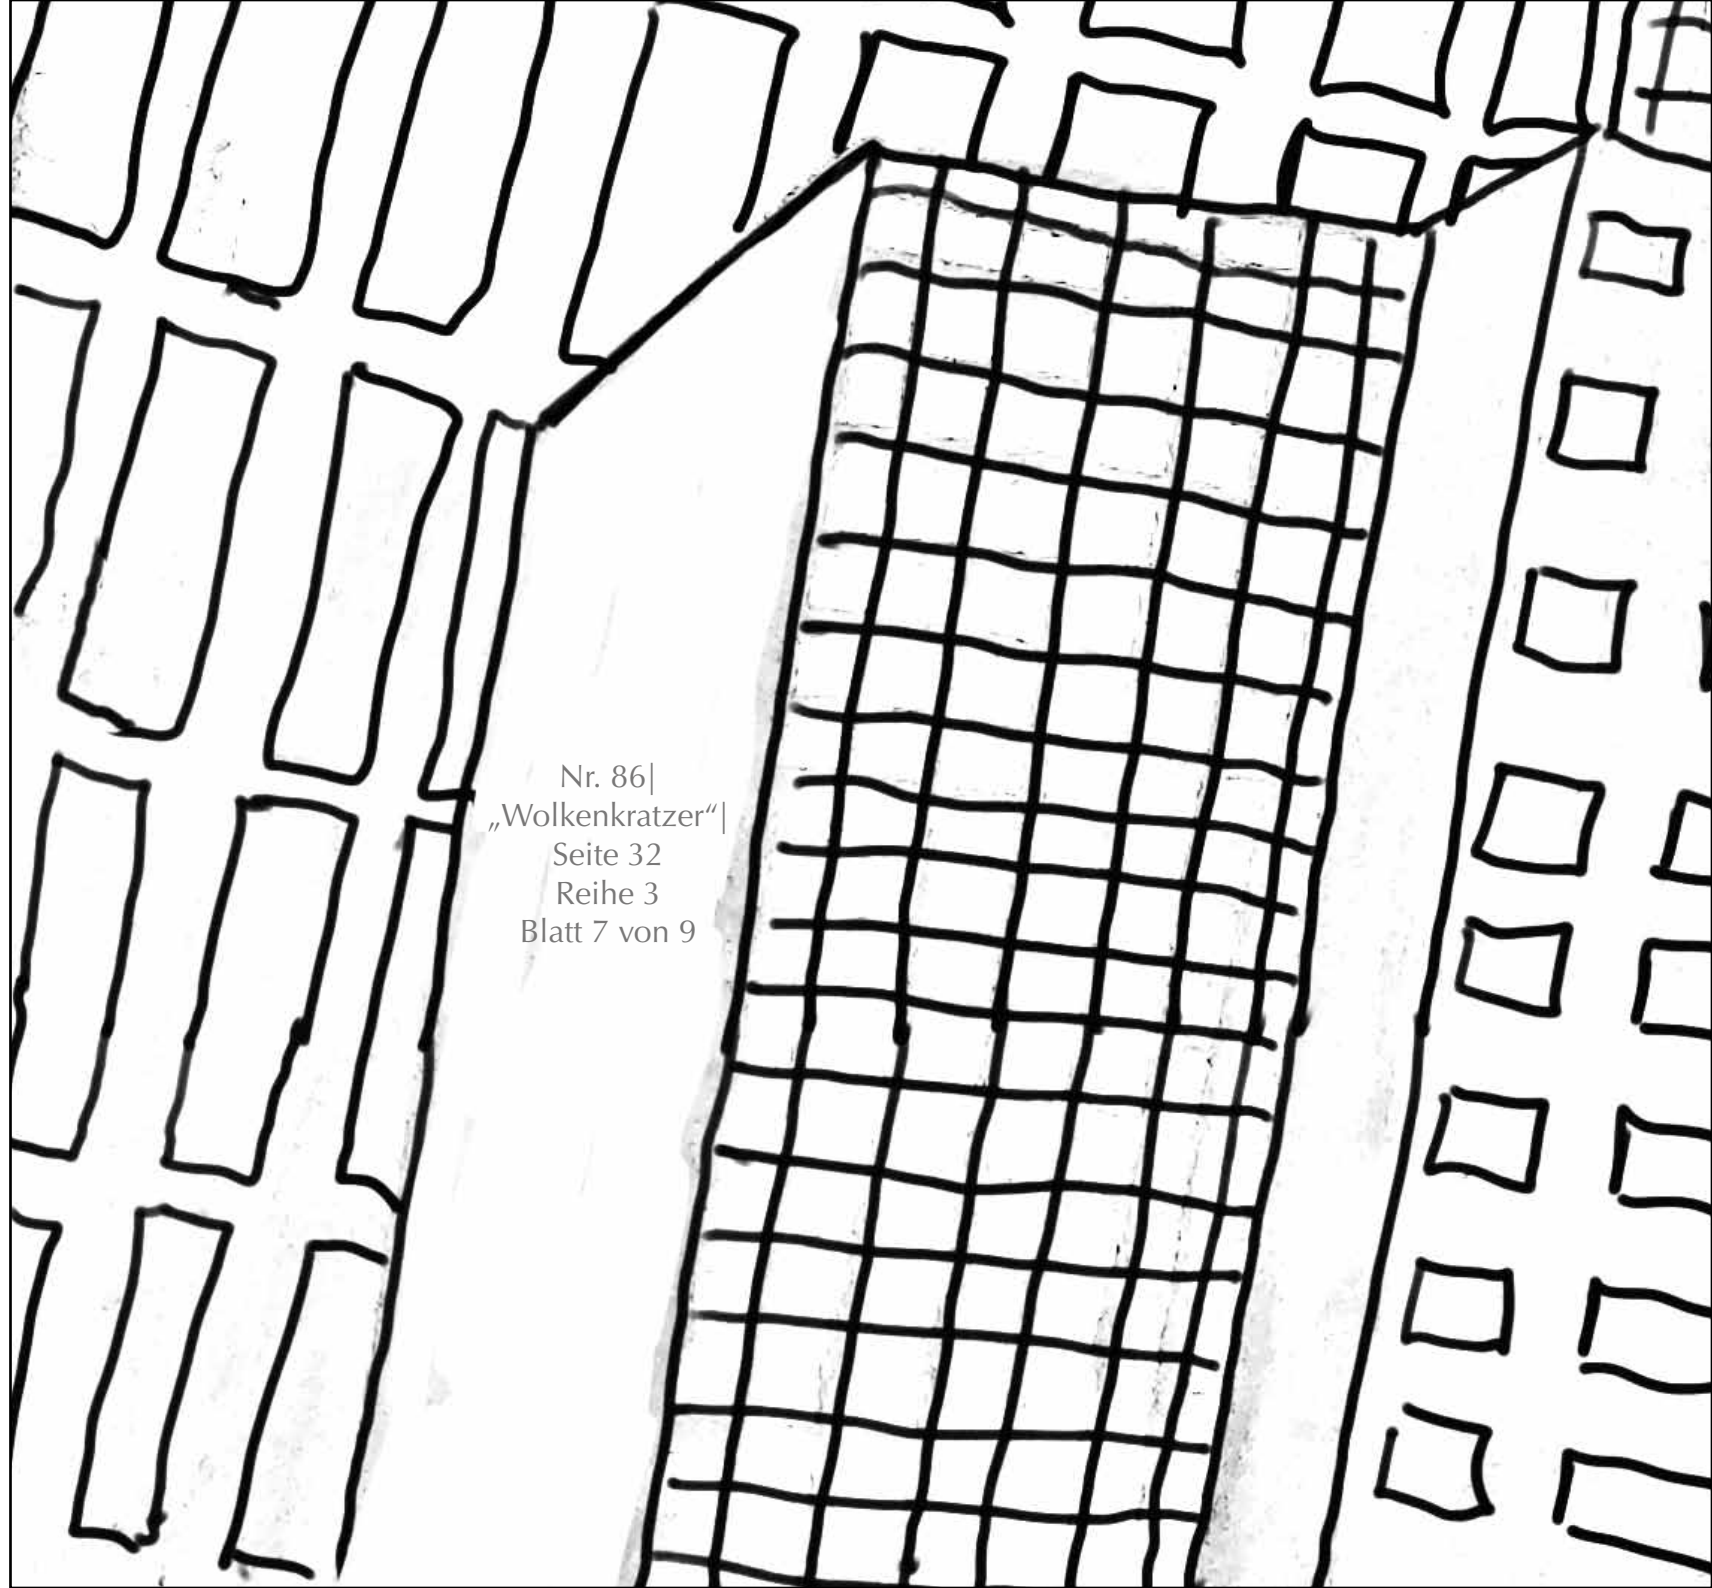 Nr. 86|
„Wolkenkratzer“|
Seite 32
Reihe 3
Blatt 7 von 9